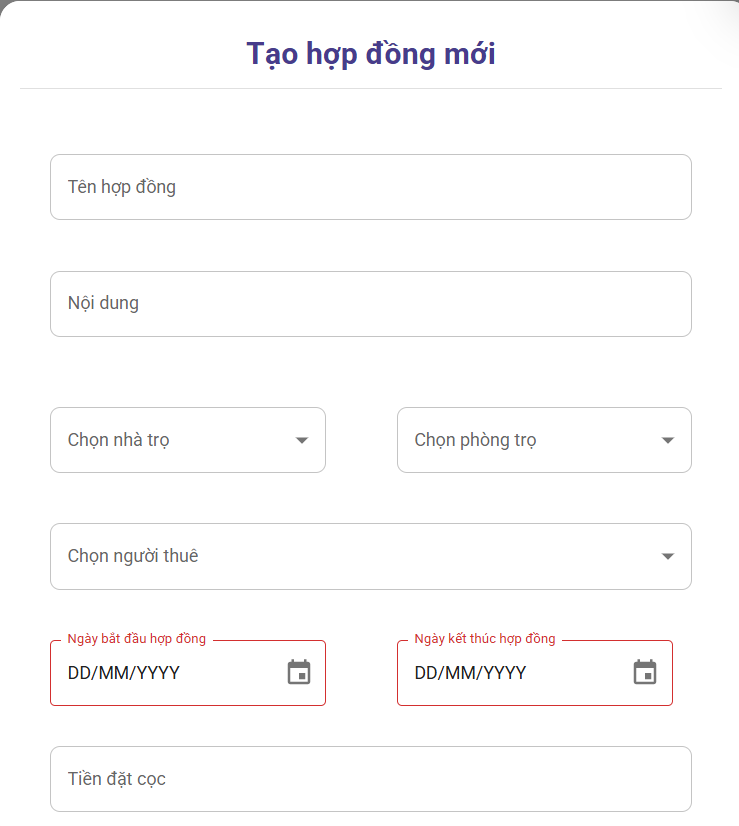 Tạo hợp đồng mới
Tên hợp đồng
Nội dung
Chọn nhà trọ
Chọn phòng trọ
Chọn người thuê
Ngày bắt đầu hợp đồng
Ngày kết thúc hợp đồng
DD/MM/YYYY
DD/MM/YYYY
Tiền đặt cọc